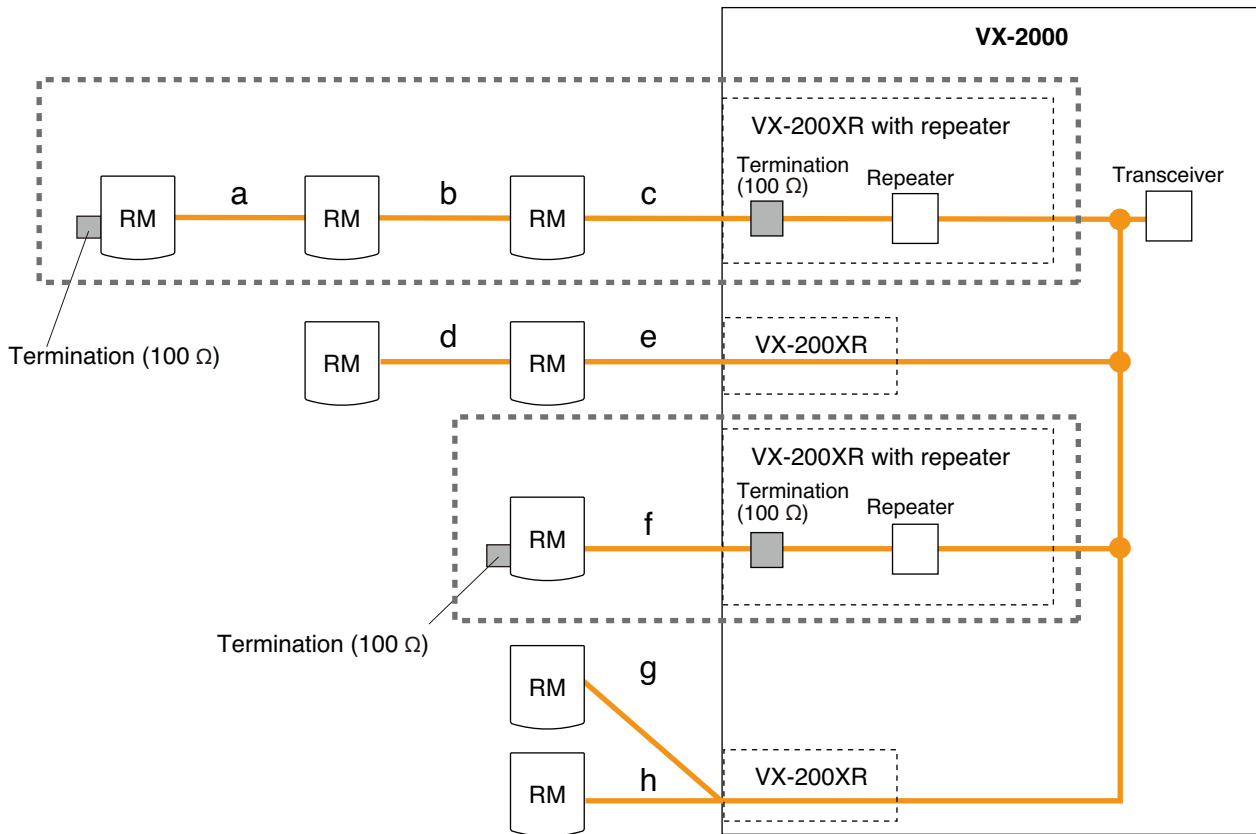 VX-2000
VX-200XR with repeater
Termination
(100 Ω)
Repeater
Transceiver
RM
a
RM
b
RM
c
Termination (100 Ω)
RM
d
RM
e
VX-200XR
VX-200XR with repeater
Termination
(100 Ω)
Repeater
RM
f
Termination (100 Ω)
RM
g
RM
h
VX-200XR